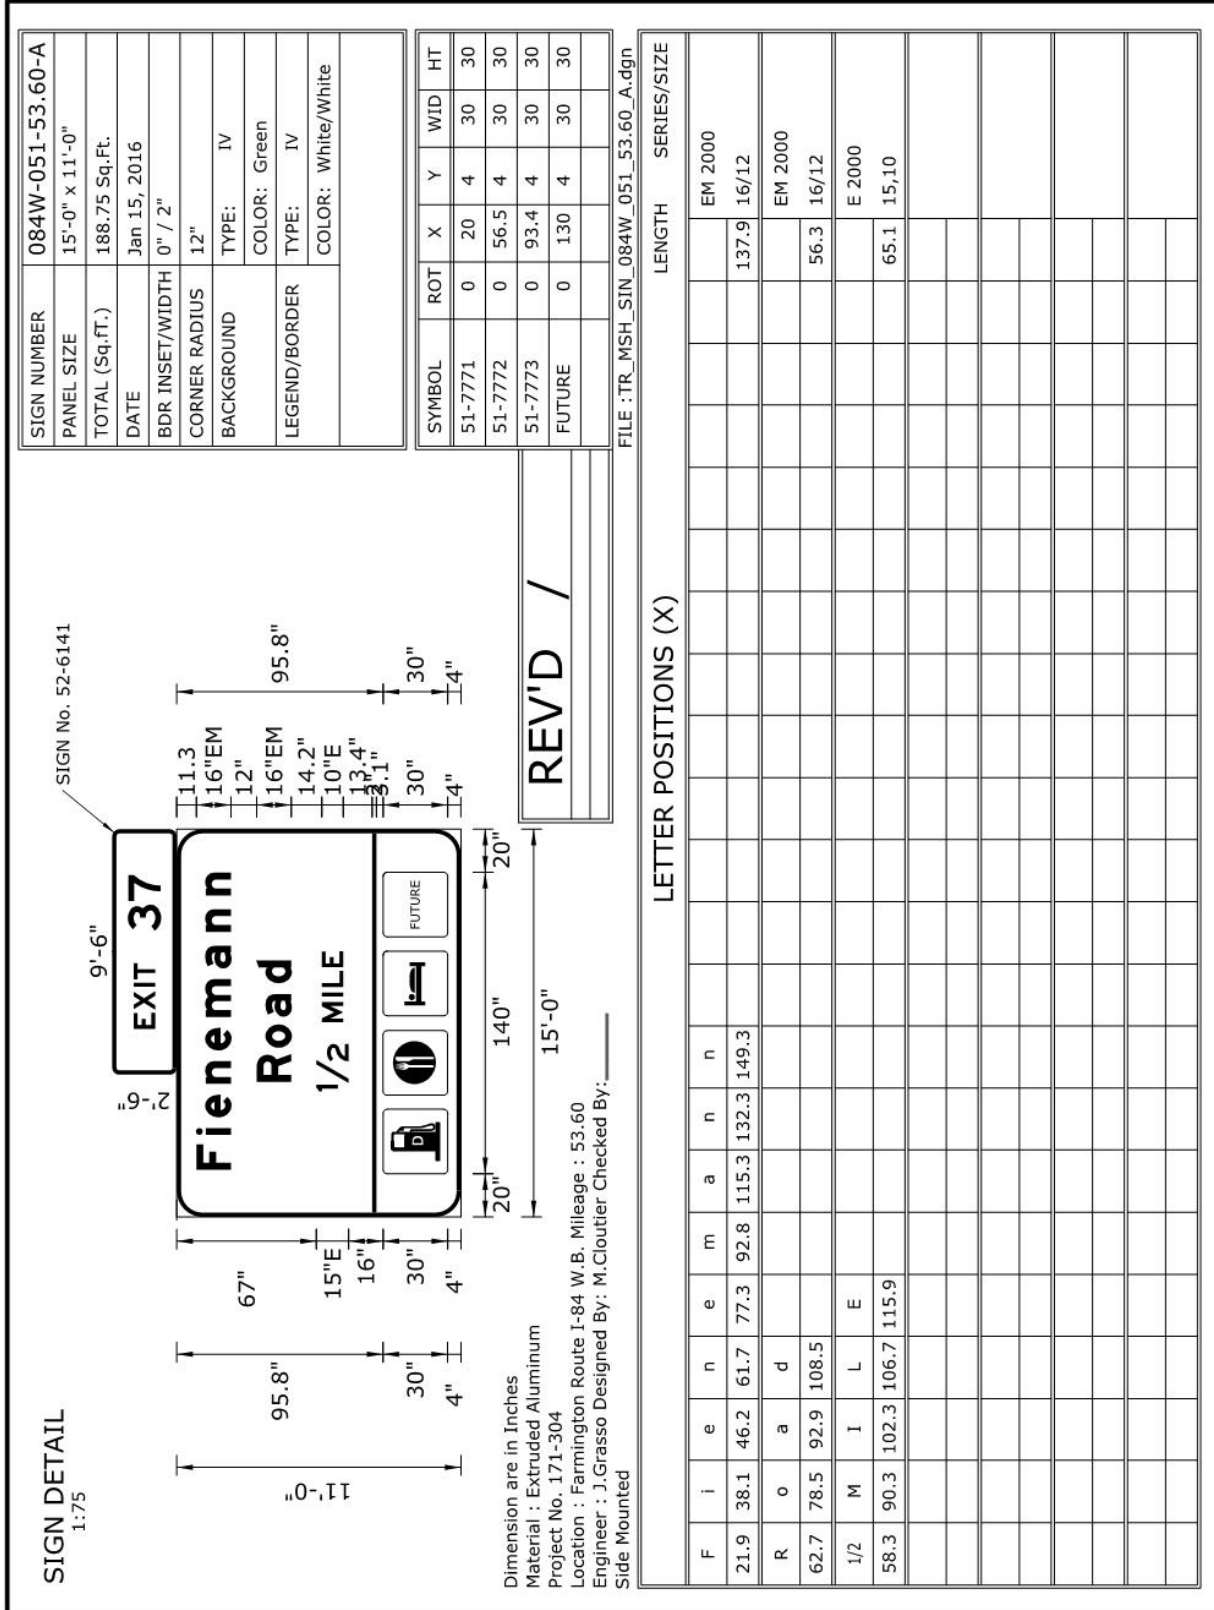 SIGN DETAIL
1:75
SIGN No. 52-6141
9'-6"
2'-6"
EXIT 37
Fienemann
Road
1/2 MILE
D
FUTURE
11'-0"
95.8"
30"
4"
67"
15"E
16"
30"
4"
11.3
16"EM
12"
16"EM
14.2"
10"E
13.4"
30"
4"
95.8"
30"
4"
20" 140" 20"
15'-0"
Dimension are in Inches
Material : Extruded Aluminum
Project No. 171-304
Location : Farmington Route I-84 W.B. Mileage : 53.60
Engineer : J.Grasso Designed By: M.Cloutier Checked By:
Side Mounted
REV'D /
SIGN NUMBER 084W-051-53.60-A
PANEL SIZE 15'-0" x 11'-0"
TOTAL (Sq.fT.) 188.75 Sq.Ft.
DATE Jan 15, 2016
BDR INSET/WIDTH 0" / 2"
CORNER RADIUS 12"
BACKGROUND TYPE: IV
COLOR: Green
LEGEND/BORDER TYPE: IV
COLOR: White/White
SYMBOL ROT X Y WID HT
51-7771 0 20 4 30 30
51-7772 0 56.5 4 30 30
51-7773 0 93.4 4 30 30
FUTURE 0 130 4 30 30
FILE :TR_MSH_SIN_084W_051_53.60_A.dgn
LETTER POSITIONS (X) LENGTH SERIES/SIZE
F i e n e m a n n EM 2000
21.9 38.1 46.2 61.7 77.3 92.8 115.3 132.3 149.3 137.9 16/12
R o a d EM 2000
62.7 78.5 92.9 108.5 56.3 16/12
1/2 M I L E E 2000
58.3 90.3 102.3 106.7 115.9 65.1 15,10